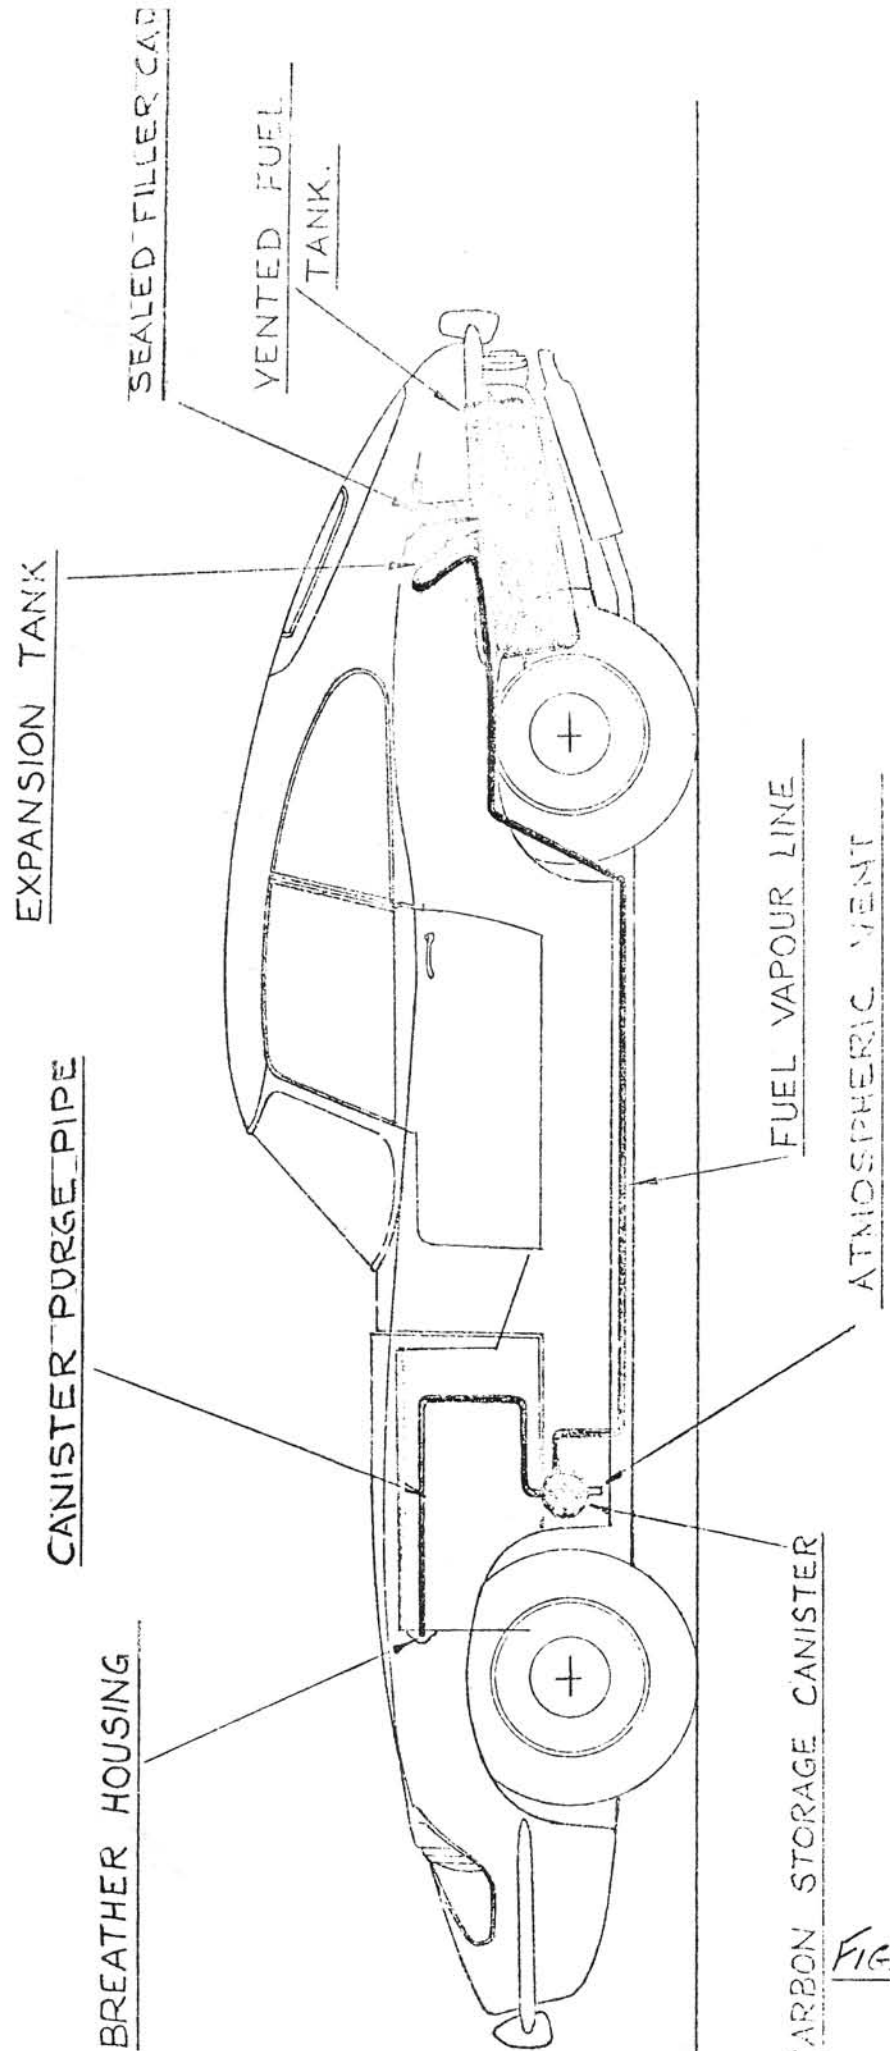 SEALED FILLER CAP
VENTED FUEL
TANK.
EXPANSION TANK
CANISTER PURGE PIPE
BREATHER HOUSING
FUEL VAPOUR LINE
ATMOSPHERIC VENT
ARBON STORAGE CANISTER
FIG